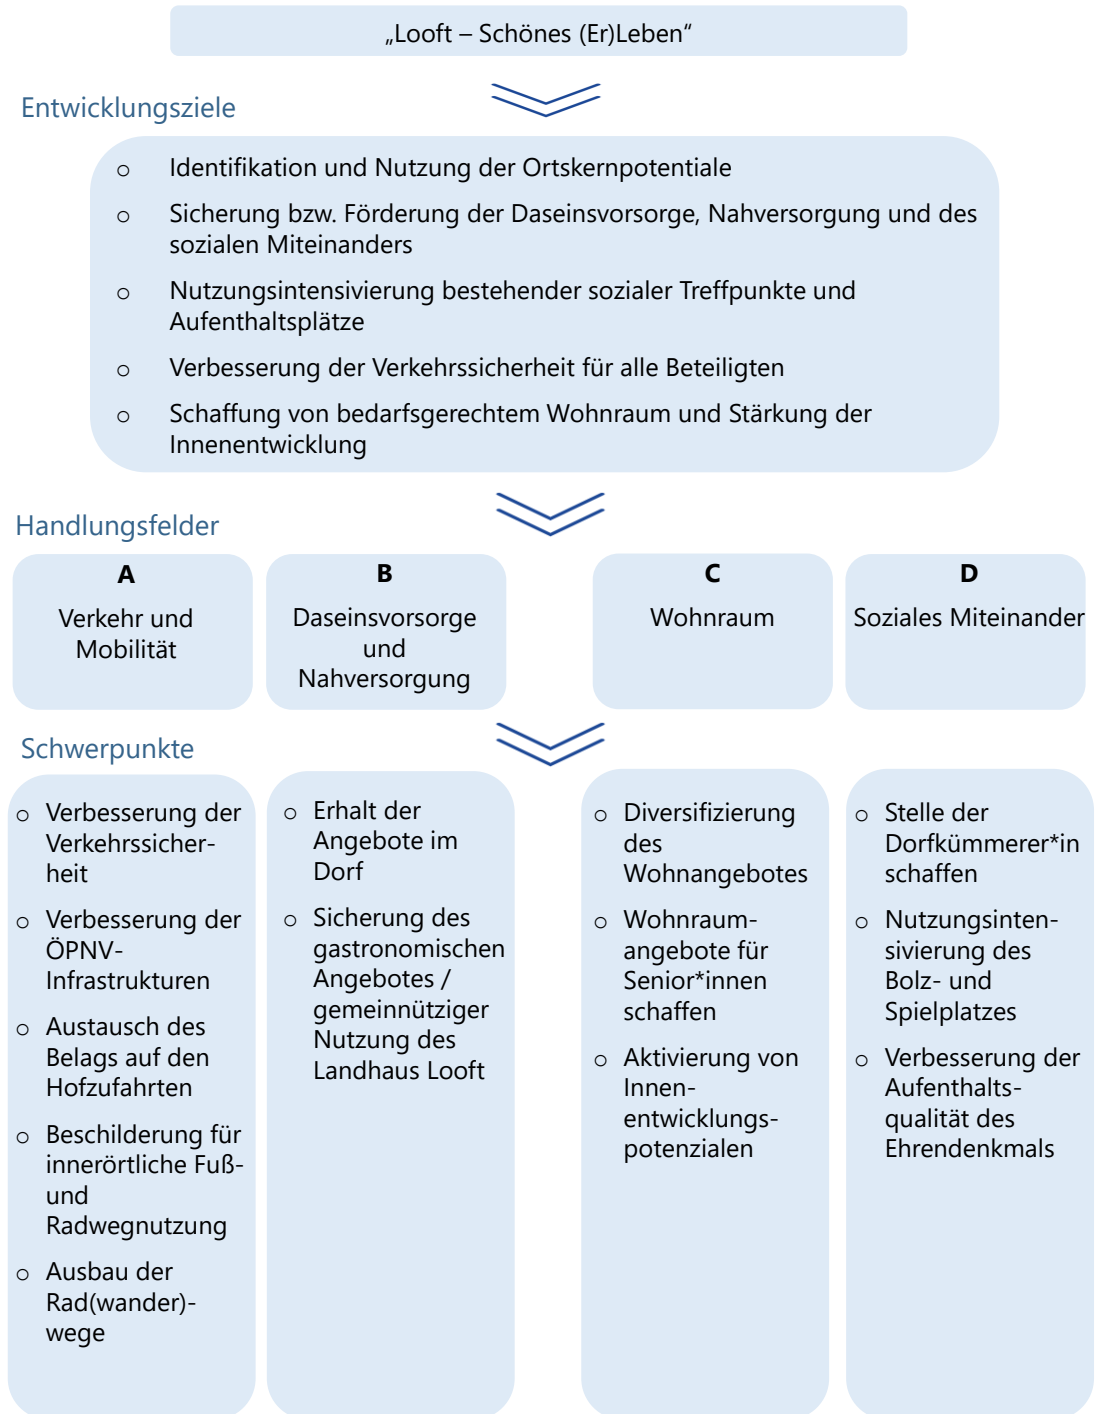 „Looft – Schönes (Er)Leben“
Entwicklungsziele
o Identifikation und Nutzung der Ortskernpotentiale
o Sicherung bzw. Förderung der Daseinsvorsorge, Nahversorgung und des
sozialen Miteinanders
o Nutzungsintensivierung bestehender sozialer Treffpunkte und
Aufenthaltsplätze
o Verbesserung der Verkehrssicherheit für alle Beteiligten
o Schaffung von bedarfsgerechtem Wohnraum und Stärkung der
Innenentwicklung
Handlungsfelder
A
Verkehr und
Mobilität
B
Daseinsvorsorge
und
Nahversorgung
C
Wohnraum
D
Soziales Miteinander
Schwerpunkte
o Verbesserung der
Verkehrssicher-
heit
o Verbesserung der
ÖPNV-
Infrastrukturen
o Austausch des
Belags auf den
Hofzufahrten
o Beschilderung für
innerörtliche Fuß-
und
Radwegnutzung
o Ausbau der
Rad(wander)-
wege
o Erhalt der
Angebote im
Dorf
o Sicherung des
gastronomischen
Angebotes /
gemeinnütziger
Nutzung des
Landhaus Looft
o Diversifizierung
des
Wohnangebotes
o Wohnraum-
angebote für
Senior*innen
schaffen
o Aktivierung von
Innen-
entwicklungs-
potenzialen
o Stelle der
Dorfkümmerer*in
schaffen
o Nutzungsinten-
sivierung des
Bolz- und
Spielplatzes
o Verbesserung der
Aufenthalts-
qualität des
Ehrendenkmals